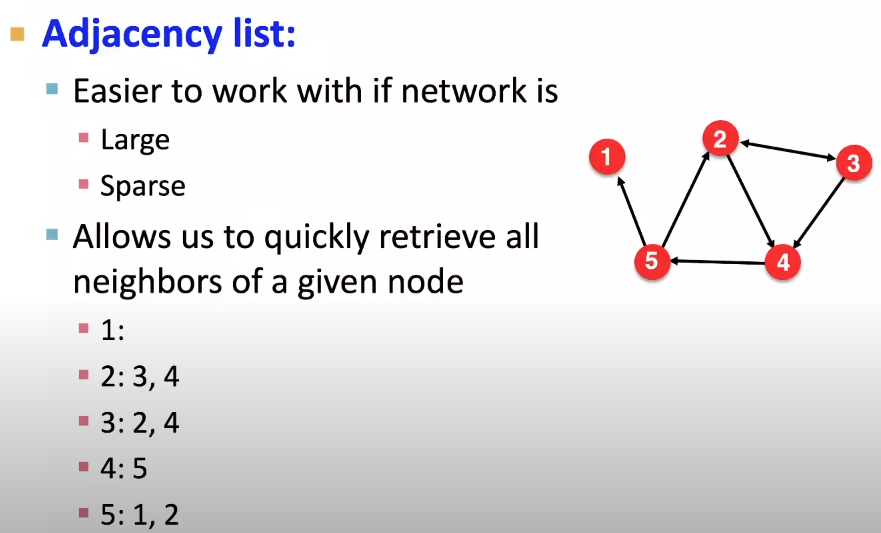 Adjacency list:
Easier to work with if network is
Large
Sparse
Allows us to quickly retrieve all
neighbors of a given node
1:
2: 3, 4
3: 2, 4
4: 5
5: 1, 2
1
2
3
5
4